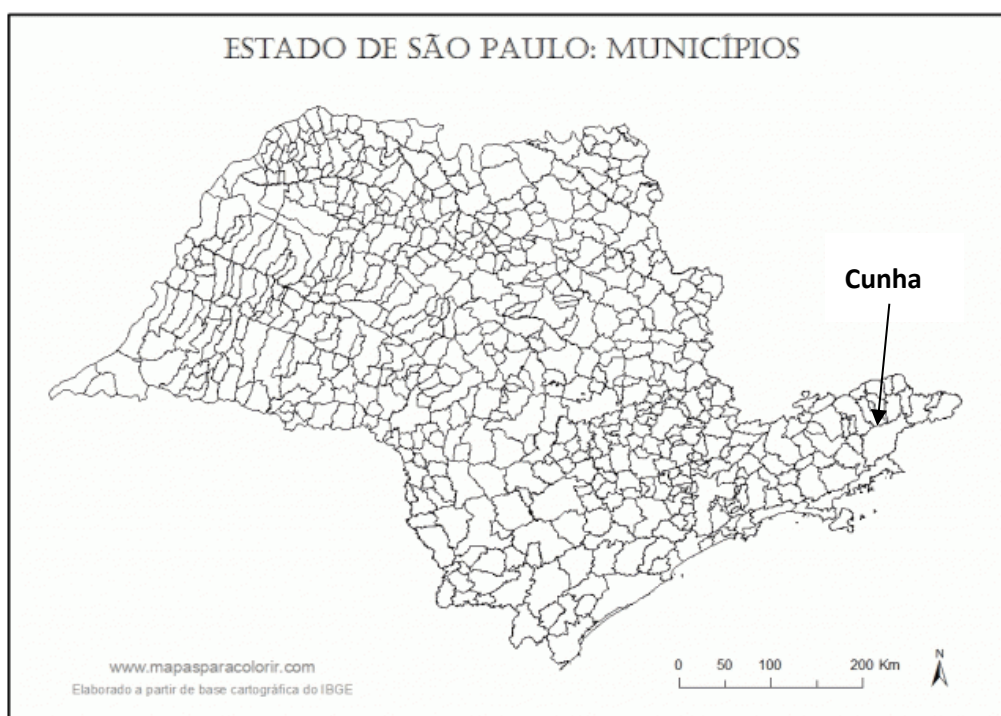 ESTADO DE SÃO PAULO: MUNICÍPIOS
Cunha
www.mapasparacolorir.com
Elaborado a partir de base cartográfica do IBGE
0 50 100 200 Km
N